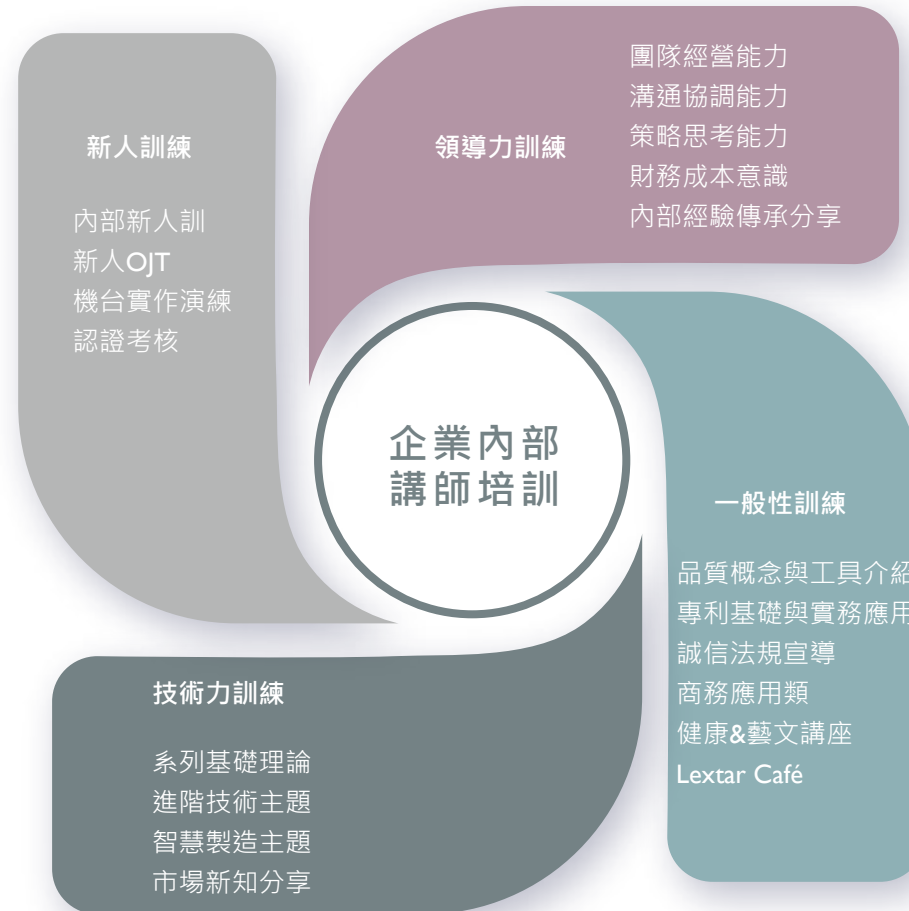 新人訓練
內部新人訓
新人OJT
機台實作演練
認證考核
領導力訓練
團隊經營能力
溝通協調能力
策略思考能力
財務成本意識
內部經驗傳承分享
企業內部
講師培訓
一般性訓練
品質概念與工具介紹
專利基礎與實務應用
誠信法規宣導
商務應用類
健康&藝文講座
Lextar Café
技術力訓練
系列基礎理論
進階技術主題
智慧製造主題
市場新知分享